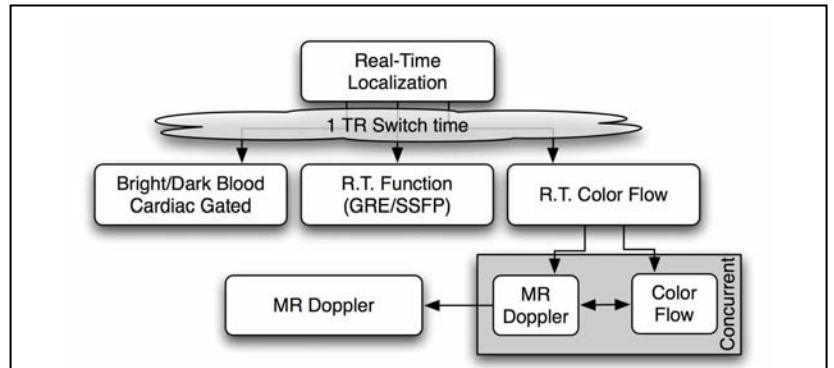 Real-Time
Localization
1 TR Switch time
Bright/Dark Blood
Cardiac Gated
R.T. Function
(GRE/SSFP)
R.T. Color Flow
MR Doppler
MR
Doppler
Color
Flow
Concurrent